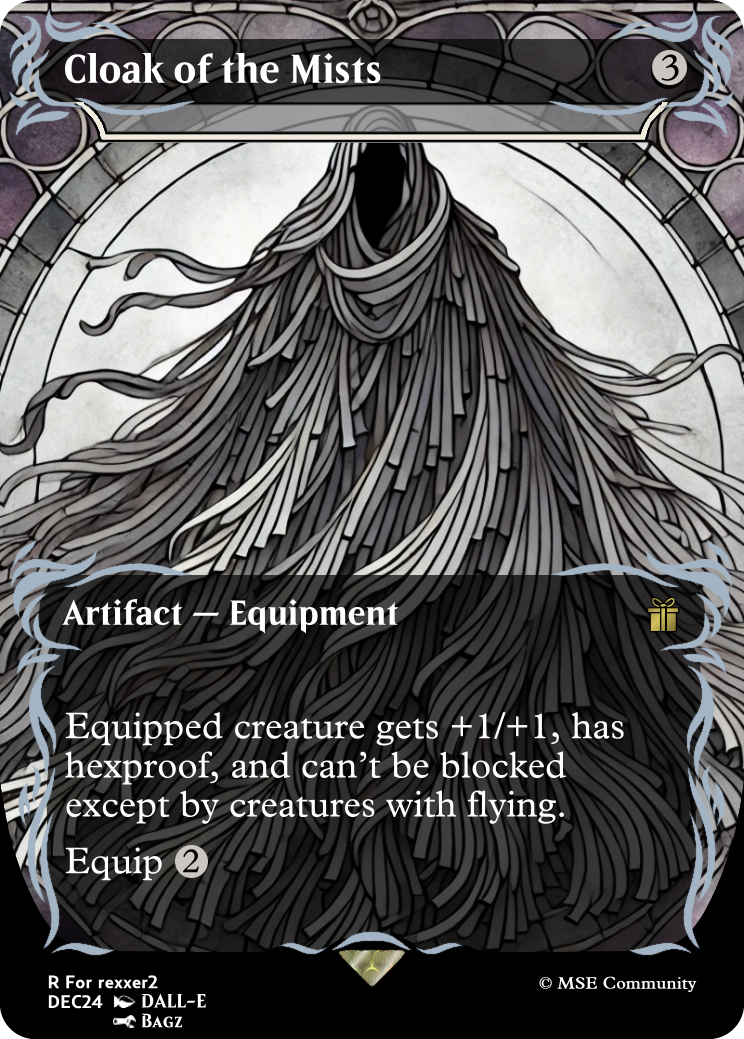 Cloak of the Mists 3
Artifact — Equipment
Equipped creature gets +1/+1, has
hexproof, and can't be blocked
except by creatures with flying.
Equip 2
R For rexxer2
DEC24 DALL-E
Bagz
© MSE Community